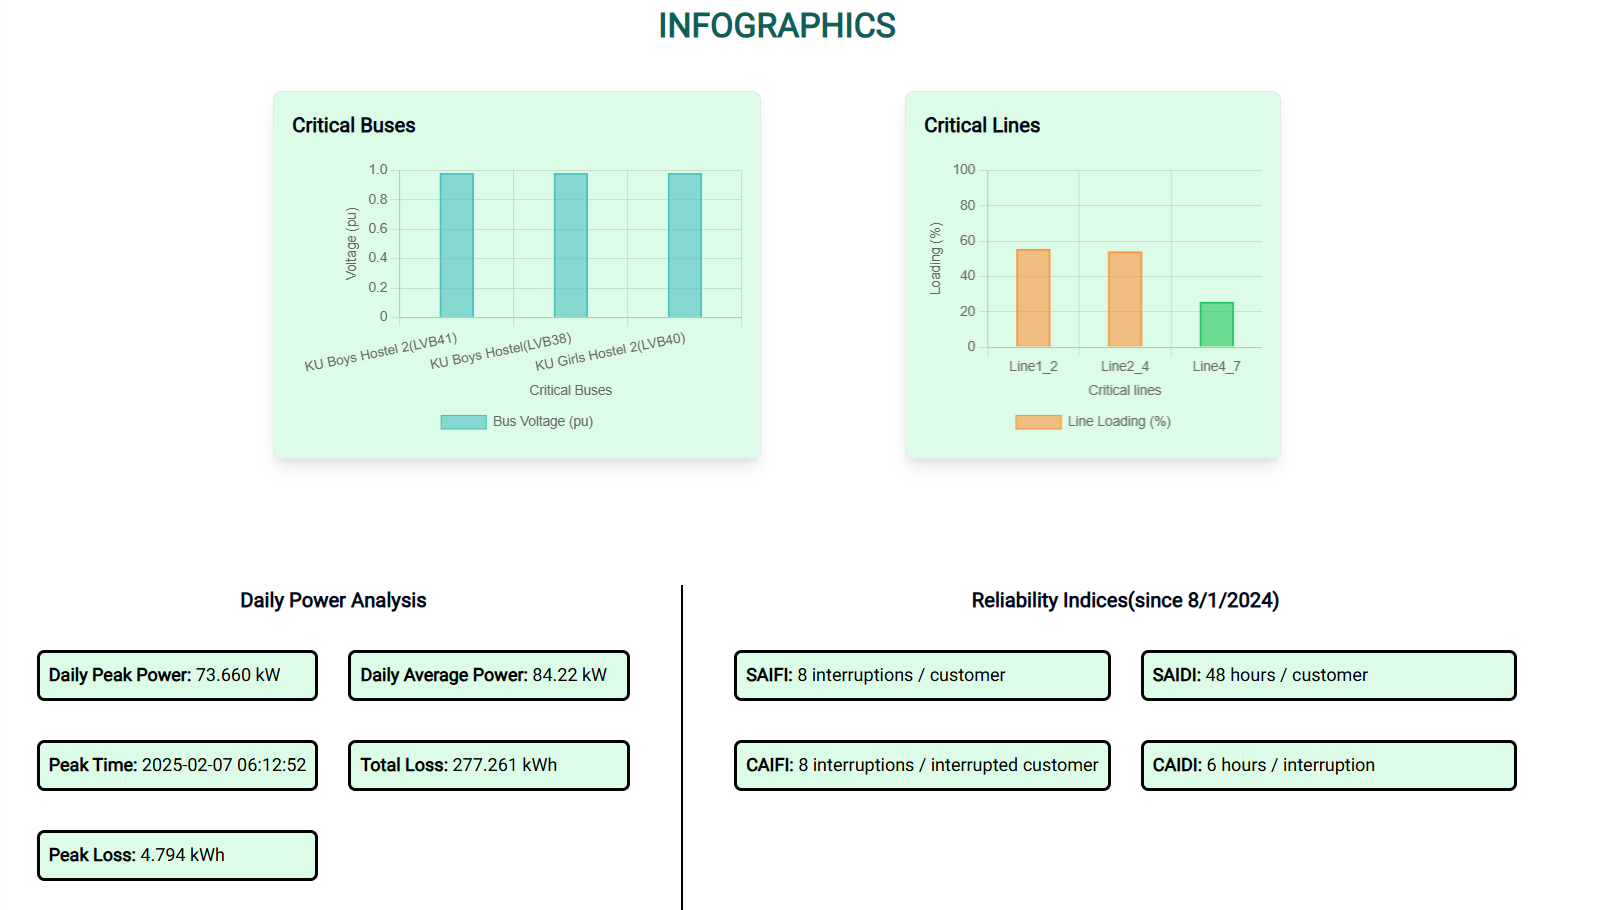 INFOGRAPHICS
Critical Buses
1.0
0.8
0.6
0.4
0.2
0
Voltage (pu)
KU Boys Hostel 2(LVB41)
KU Boys Hostel(LVB38)
KU Girls Hostel 2(LVB40)
Critical Buses
Bus Voltage (pu)
Critical Lines
100
80
60
40
20
0
Loading (%)
Line1_2
Line2_4
Line4_7
Critical lines
Line Loading (%)
Daily Power Analysis
Daily Peak Power: 73.660 kW
Daily Average Power: 84.22 kW
Peak Time: 2025-02-07 06:12:52
Total Loss: 277.261 kWh
Peak Loss: 4.794 kWh
Reliability Indices(since 8/1/2024)
SAIFI: 8 interruptions / customer
SAIDI: 48 hours / customer
CAIFI: 8 interruptions / interrupted customer
CAIDI: 6 hours / interruption